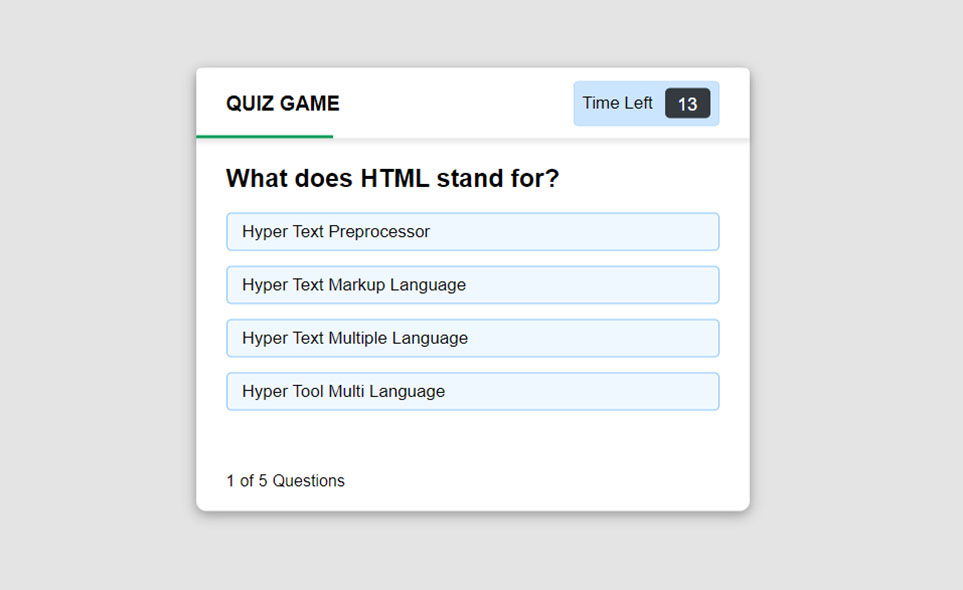 QUIZ GAME
Time Left 13
What does HTML stand for?
Hyper Text Preprocessor
Hyper Text Markup Language
Hyper Text Multiple Language
Hyper Tool Multi Language
1 of 5 Questions